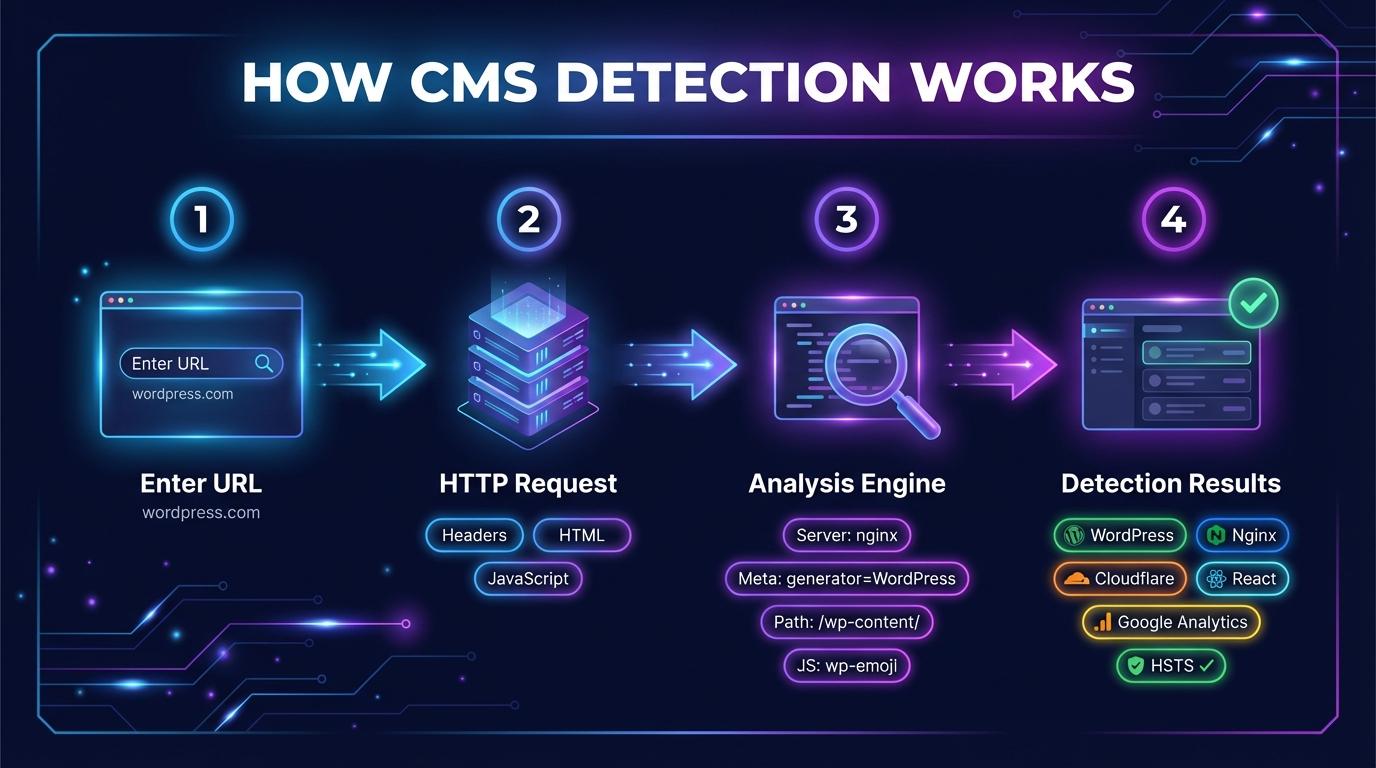 HOW CMS DETECTION WORKS
1
2
3
4
Enter URL
wordpress.com
Enter URL
wordpress.com
HTTP Request
Headers
HTML
JavaScript
Analysis Engine
Server: nginx
Meta: generator=WordPress
Path: /wp-content/
JS: wp-emoji
Detection Results
WordPress
Nginx
Cloudflare
React
Google Analytics
HSTS ✓